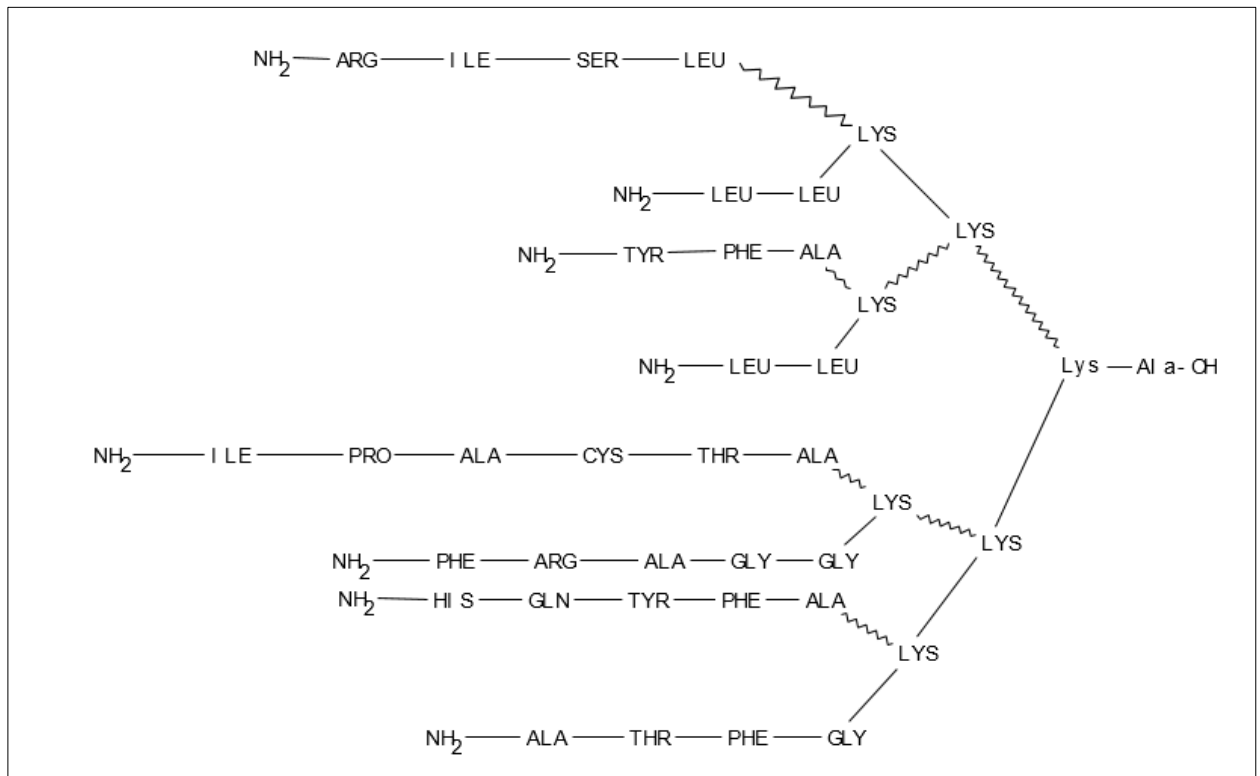 NH2 ARG ILE SER LEU
LYS
NH2 LEU LEU
LYS
NH2 TYR PHE ALA
LYS
NH2 LEU LEU
Lys Ala-OH
NH2 ILE PRO ALA CYS THR ALA
LYS
LYS
NH2 PHE ARG ALA GLY GLY
NH2 HIS GLN TYR PHE ALA
LYS
NH2 ALA THR PHE GLY